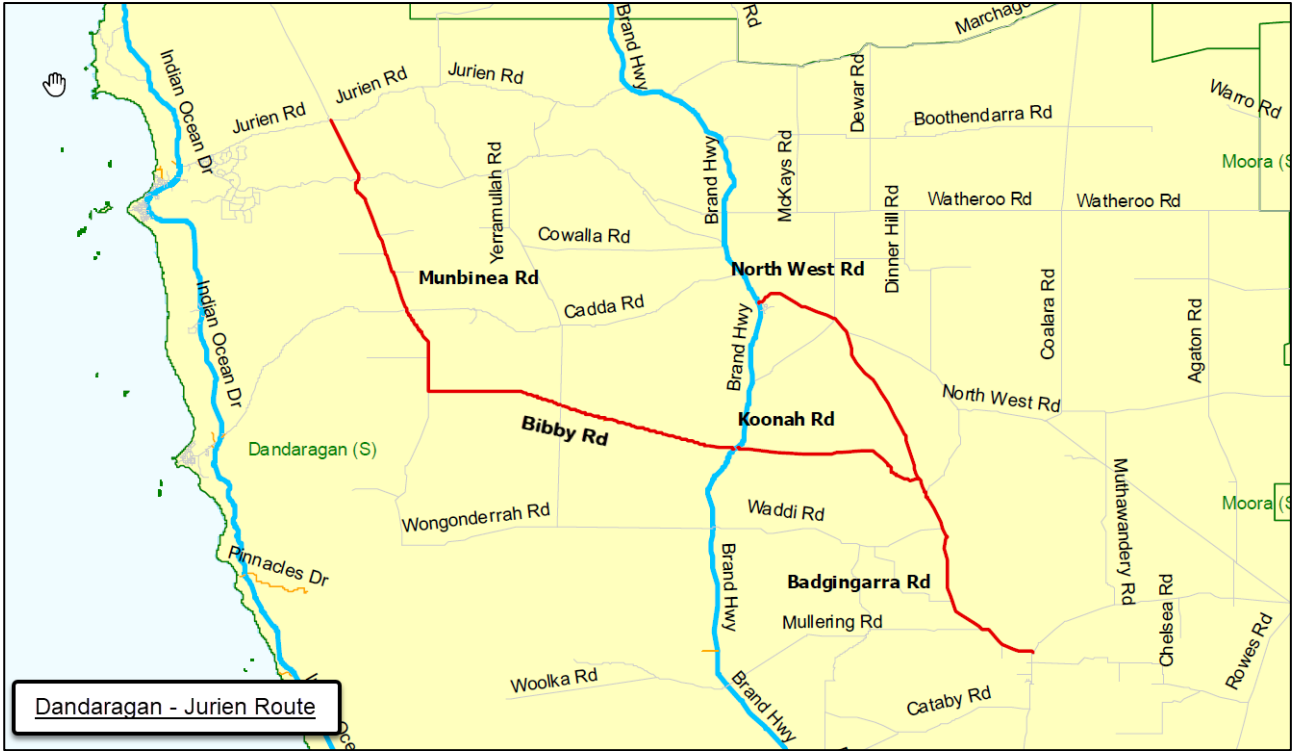 Brand Hwy
Rd
Marchage
Indian Ocean Dr
Jurien Rd
Jurien Rd
Jurien Rd
Dewar Rd
Warro Rd
Boothendarra Rd
McKays Rd
Brand Hwy
Yerramullah Rd
Moora (S
Watheroo Rd
Watheroo Rd
Dinner Hill Rd
Cowalla Rd
Munbinea Rd
North West Rd
Indian Ocean Dr
Cadda Rd
Brand Hwy
Coalara Rd
Agaton Rd
North West Rd
Koonah Rd
Bibby Rd
Dandaragan (S)
Wongonderrah Rd
Waddi Rd
Muthawandery Rd
Moora (S
Pinnacles Dr
Brand Hwy
Badgingarra Rd
Mullering Rd
Chelsea Rd
Rowes Rd
Woolka Rd
Brand Hwy
Cataby Rd
Dandaragan - Jurien Route